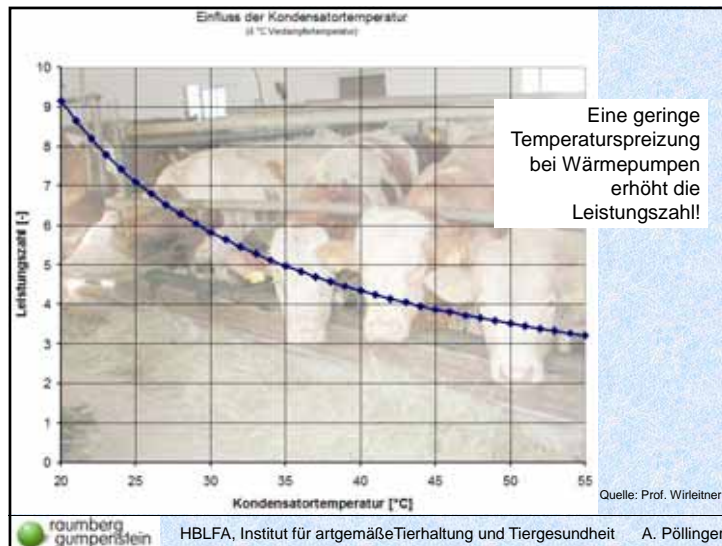 Einfluss der Kondensatortemperatur
Eine geringe
Temperaturspreizung
bei Wärmepumpen
erhöht die
Leistungszahl!
Leistungszahl [-]
10
9
8
7
6
5
4
3
2
1
0
20
25
30
35
40
45
50
55
Kondensatortemperatur [°C]
Quelle: Prof. Wirleitner
raumberg
gumpenstein
HBLFA, Institut für artgemäßeTierhaltung und Tiergesundheit
A. Pöllinger